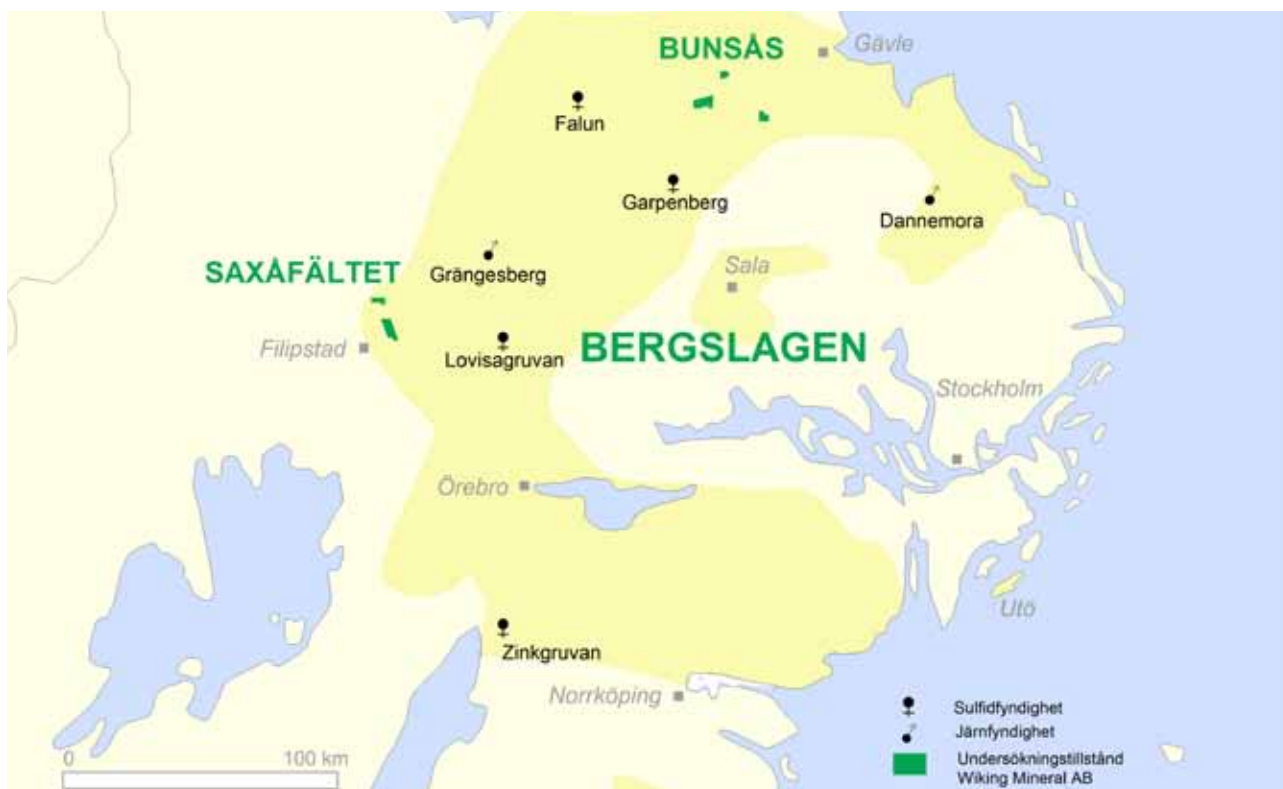 BUNSÅS
Gävle
Falun
Garpenberg
Dannemora
SAXÅFÄLTET
Grängesberg
Sala
Filipstad
Lovisagruvan
BERGSLAGEN
Stockholm
Örebro
Utö
Zinkgruvan
Norrköping
Sulfidfyndighet
Järnfyndighet
0 100 km
Undersökningstillstånd
Wiking Mineral AB